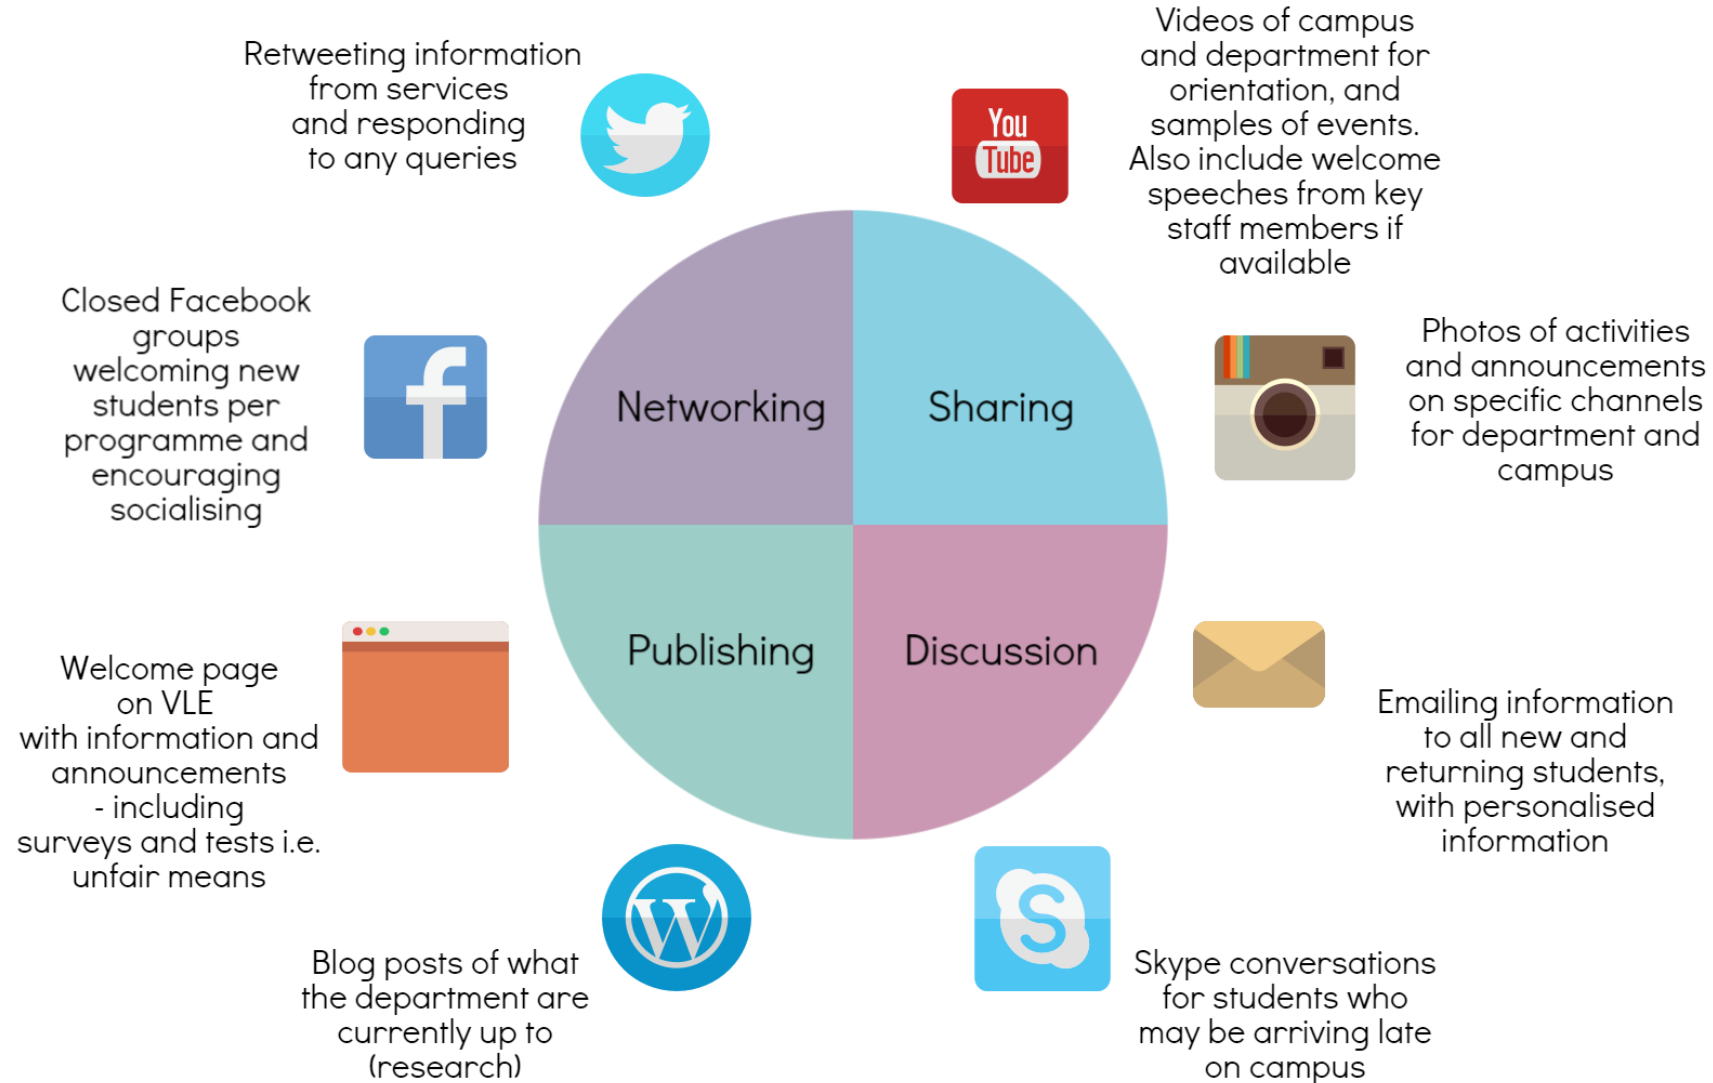 Retweeting information
from services
and responding
to any queries
You
Tube
Videos of campus
and department for
orientation, and
samples of events.
Also include welcome
speeches from key
staff members if
available
Closed Facebook
groups
welcoming new
students per
programme and
encouraging
socialising
f
Networking
Sharing
Photos of activities
and announcements
on specific channels
for department and
campus
Publishing
Discussion
Welcome page
on VLE
with information and
announcements
- including
surveys and tests i.e.
unfair means
Emailing information
to all new and
returning students,
with personalised
information
W
S
Blog posts of what
the department are
currently up to
(research)
Skype conversations
for students who
may be arriving late
on campus